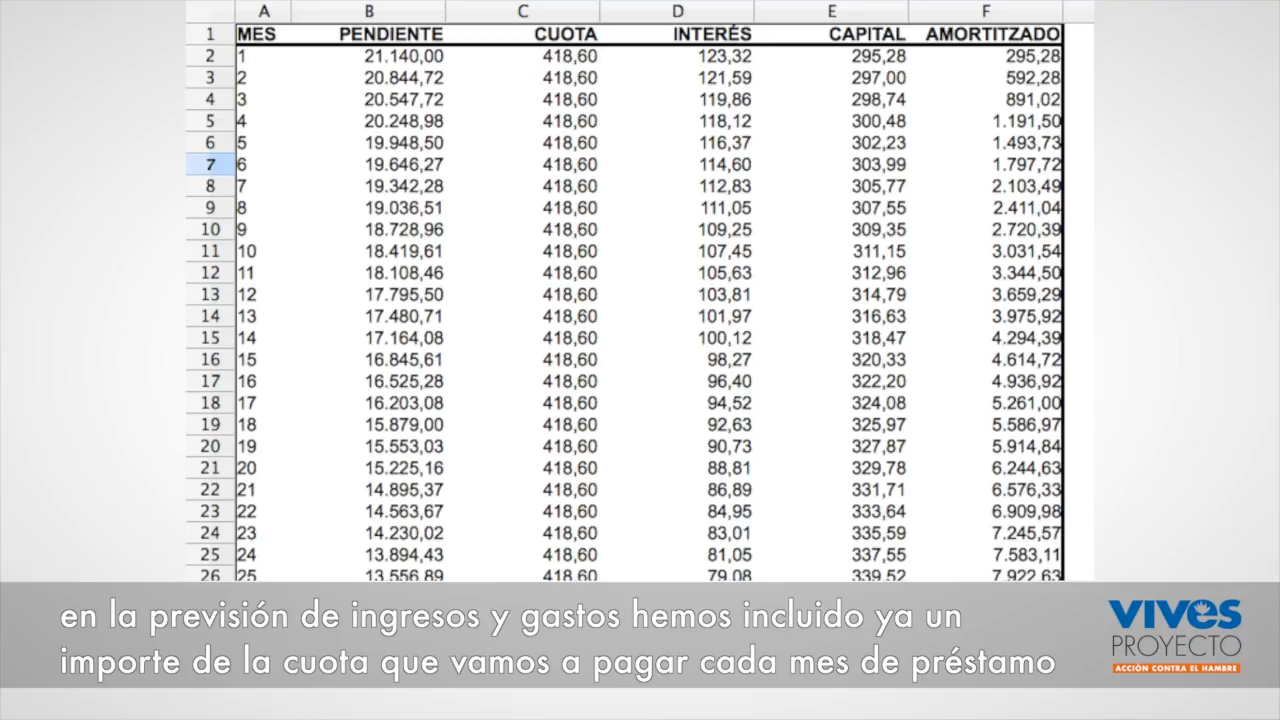 A B C D E F
1 MES PENDIENTE CUOTA INTERÉS CAPITAL AMORTITZADO
2 1 21.140,00 418,60 123,32 295,28 295,28
3 2 20.844,72 418,60 121,59 297,00 592,28
4 3 20.547,72 418,60 119,86 298,74 891,02
5 4 20.248,98 418,60 118,12 300,48 1.191,50
6 5 19.948,50 418,60 116,37 302,23 1.493,73
7 6 19.646,27 418,60 114,60 303,99 1.797,72
8 7 19.342,28 418,60 112,83 305,77 2.103,49
9 8 19.036,51 418,60 111,05 307,55 2.411,04
10 9 18.728,96 418,60 109,25 309,35 2.720,39
11 10 18.419,61 418,60 107,45 311,15 3.031,54
12 11 18.108,46 418,60 105,63 312,96 3.344,50
13 12 17.795,50 418,60 103,81 314,79 3.659,29
14 13 17.480,71 418,60 101,97 316,63 3.975,92
15 14 17.164,08 418,60 100,12 318,47 4.294,39
16 15 16.845,61 418,60 98,27 320,33 4.614,72
17 16 16.525,28 418,60 96,40 322,20 4.936,92
18 17 16.203,08 418,60 94,52 324,08 5.261,00
19 18 15.879,00 418,60 92,63 325,97 5.586,97
20 19 15.553,03 418,60 90,73 327,87 5.914,84
21 20 15.225,16 418,60 88,81 329,78 6.244,63
22 21 14.895,37 418,60 86,89 331,71 6.576,33
23 22 14.563,67 418,60 84,95 333,64 6.909,98
24 23 14.230,02 418,60 83,01 335,59 7.245,57
25 24 13.894,43 418,60 81,05 337,55 7.583,11
26 25 13.556,89 418,60 79,08 339,52 7.922,63
en la previsión de ingresos y gastos hemos incluido ya un
importe de la cuota que vamos a pagar cada mes de préstamo
VIVES
PROYECTO
ACCIÓN CONTRA EL HAMBRE